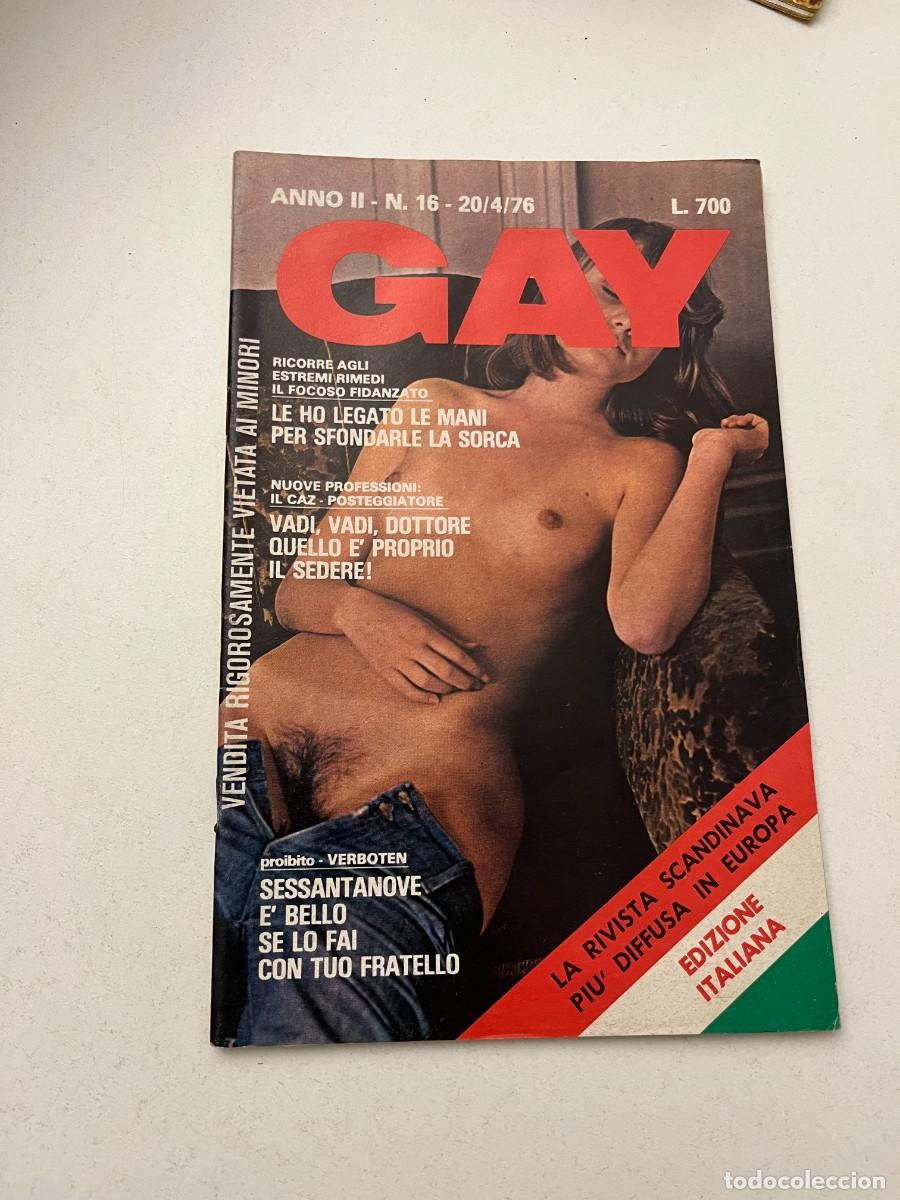 ANNO II - N. 16 - 20/4/76
L. 700
GAY
VENDITA RIGOROSAMENTE VIETATA AI MINORI
RICORRE AGLI
ESTREMI RIMEDI
IL FOCOSO FIDANZATO
LE HO LEGATO LE MANI
PER SFONDARLE LA SORCA
NUOVE PROFESSIONI:
IL CAZ - POSTEGGIATORE
VADI, VADI, DOTTORE
QUELLO E' PROPRIO
IL SEDERE!
proibito - VERBOTEN
SESSANTANOVE
E' BELLO
SE LO FAI
CON TUO FRATELLO
LA RIVISTA SCANDINAVA
PIU' DIFFUSA IN EUROPA
EDIZIONE
ITALIANA
todocoleccion